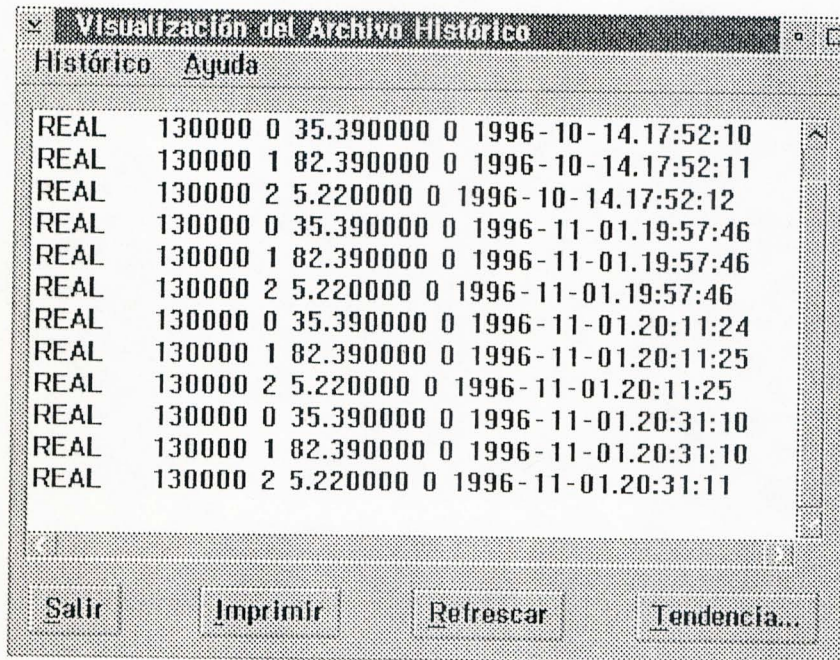 Visualización del Archivo Histórico
Histórico Ayuda
REAL 130000 0 35.390000 0 1996-10-14.17:52:10
REAL 130000 1 82.390000 0 1996-10-14.17:52:11
REAL 130000 2 5.220000 0 1996-10-14.17:52:12
REAL 130000 0 35.390000 0 1996-11-01.19:57:46
REAL 130000 1 82.390000 0 1996-11-01.19:57:46
REAL 130000 2 5.220000 0 1996-11-01.19:57:46
REAL 130000 0 35.390000 0 1996-11-01.20:11:24
REAL 130000 1 82.390000 0 1996-11-01.20:11:25
REAL 130000 2 5.220000 0 1996-11-01.20:11:25
REAL 130000 0 35.390000 0 1996-11-01.20:31:10
REAL 130000 1 82.390000 0 1996-11-01.20:31:10
REAL 130000 2 5.220000 0 1996-11-01.20:31:11
Salir Imprimir Refrescar Tendencia...